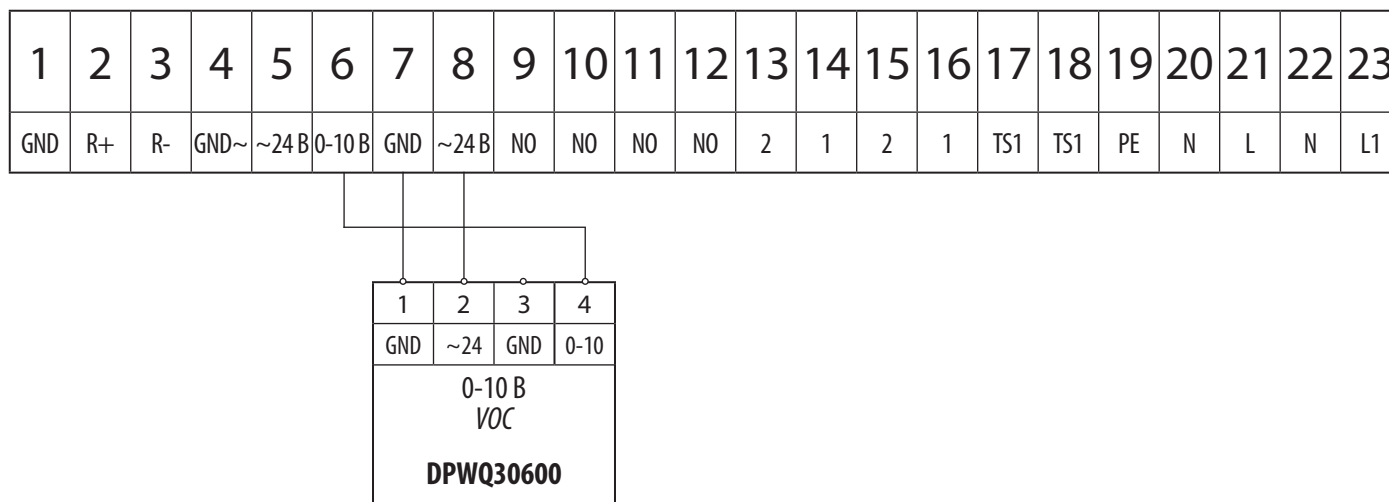 1 2 3 4 5 6 7 8 9 10 11 12 13 14 15 16 17 18 19 20 21 22 23
GND R+ R- GND~ ~24 В 0-10 В GND ~24 В NO NO NO NO 2 1 2 1 TS1 TS1 PE N L N L1
1 2 3 4
GND ~24 GND 0-10
0-10 В
VOC
DPWQ30600